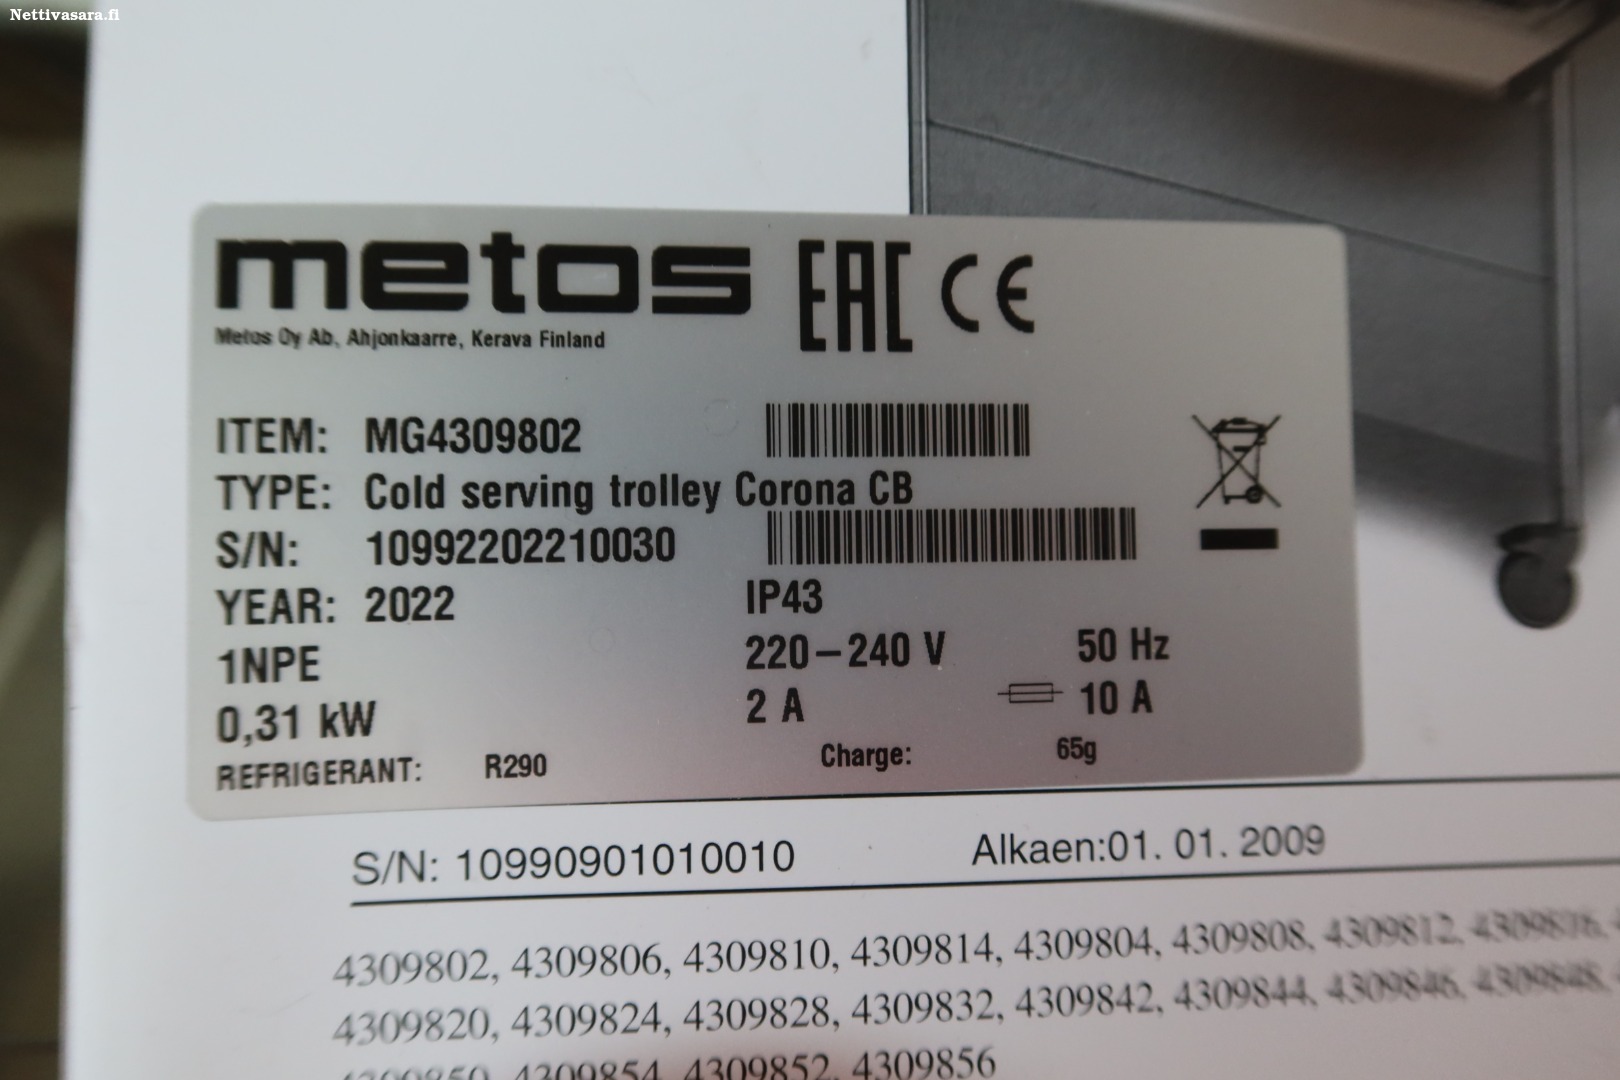 Nettivasara.fi
metos EAC CE
Metos Oy Ab, Ahjonkaarre, Kerava Finland
ITEM: MG4309802
TYPE: Cold serving trolley Corona CB
S/N: 10992202210030
YEAR: 2022 IP43
1NPE 220-240 V 50 Hz
0,31 kW 2 A 10 A
REFRIGERANT: R290 Charge: 65g
S/N: 10990901010010 Alkaen:01. 01. 2009
4309802, 4309806, 4309810, 4309814, 4309804, 4309808, 4309812,
4309820, 4309824, 4309828, 4309832, 4309842, 4309844, 4309846, 4309848,
4309850, 4309854, 4309852, 4309856